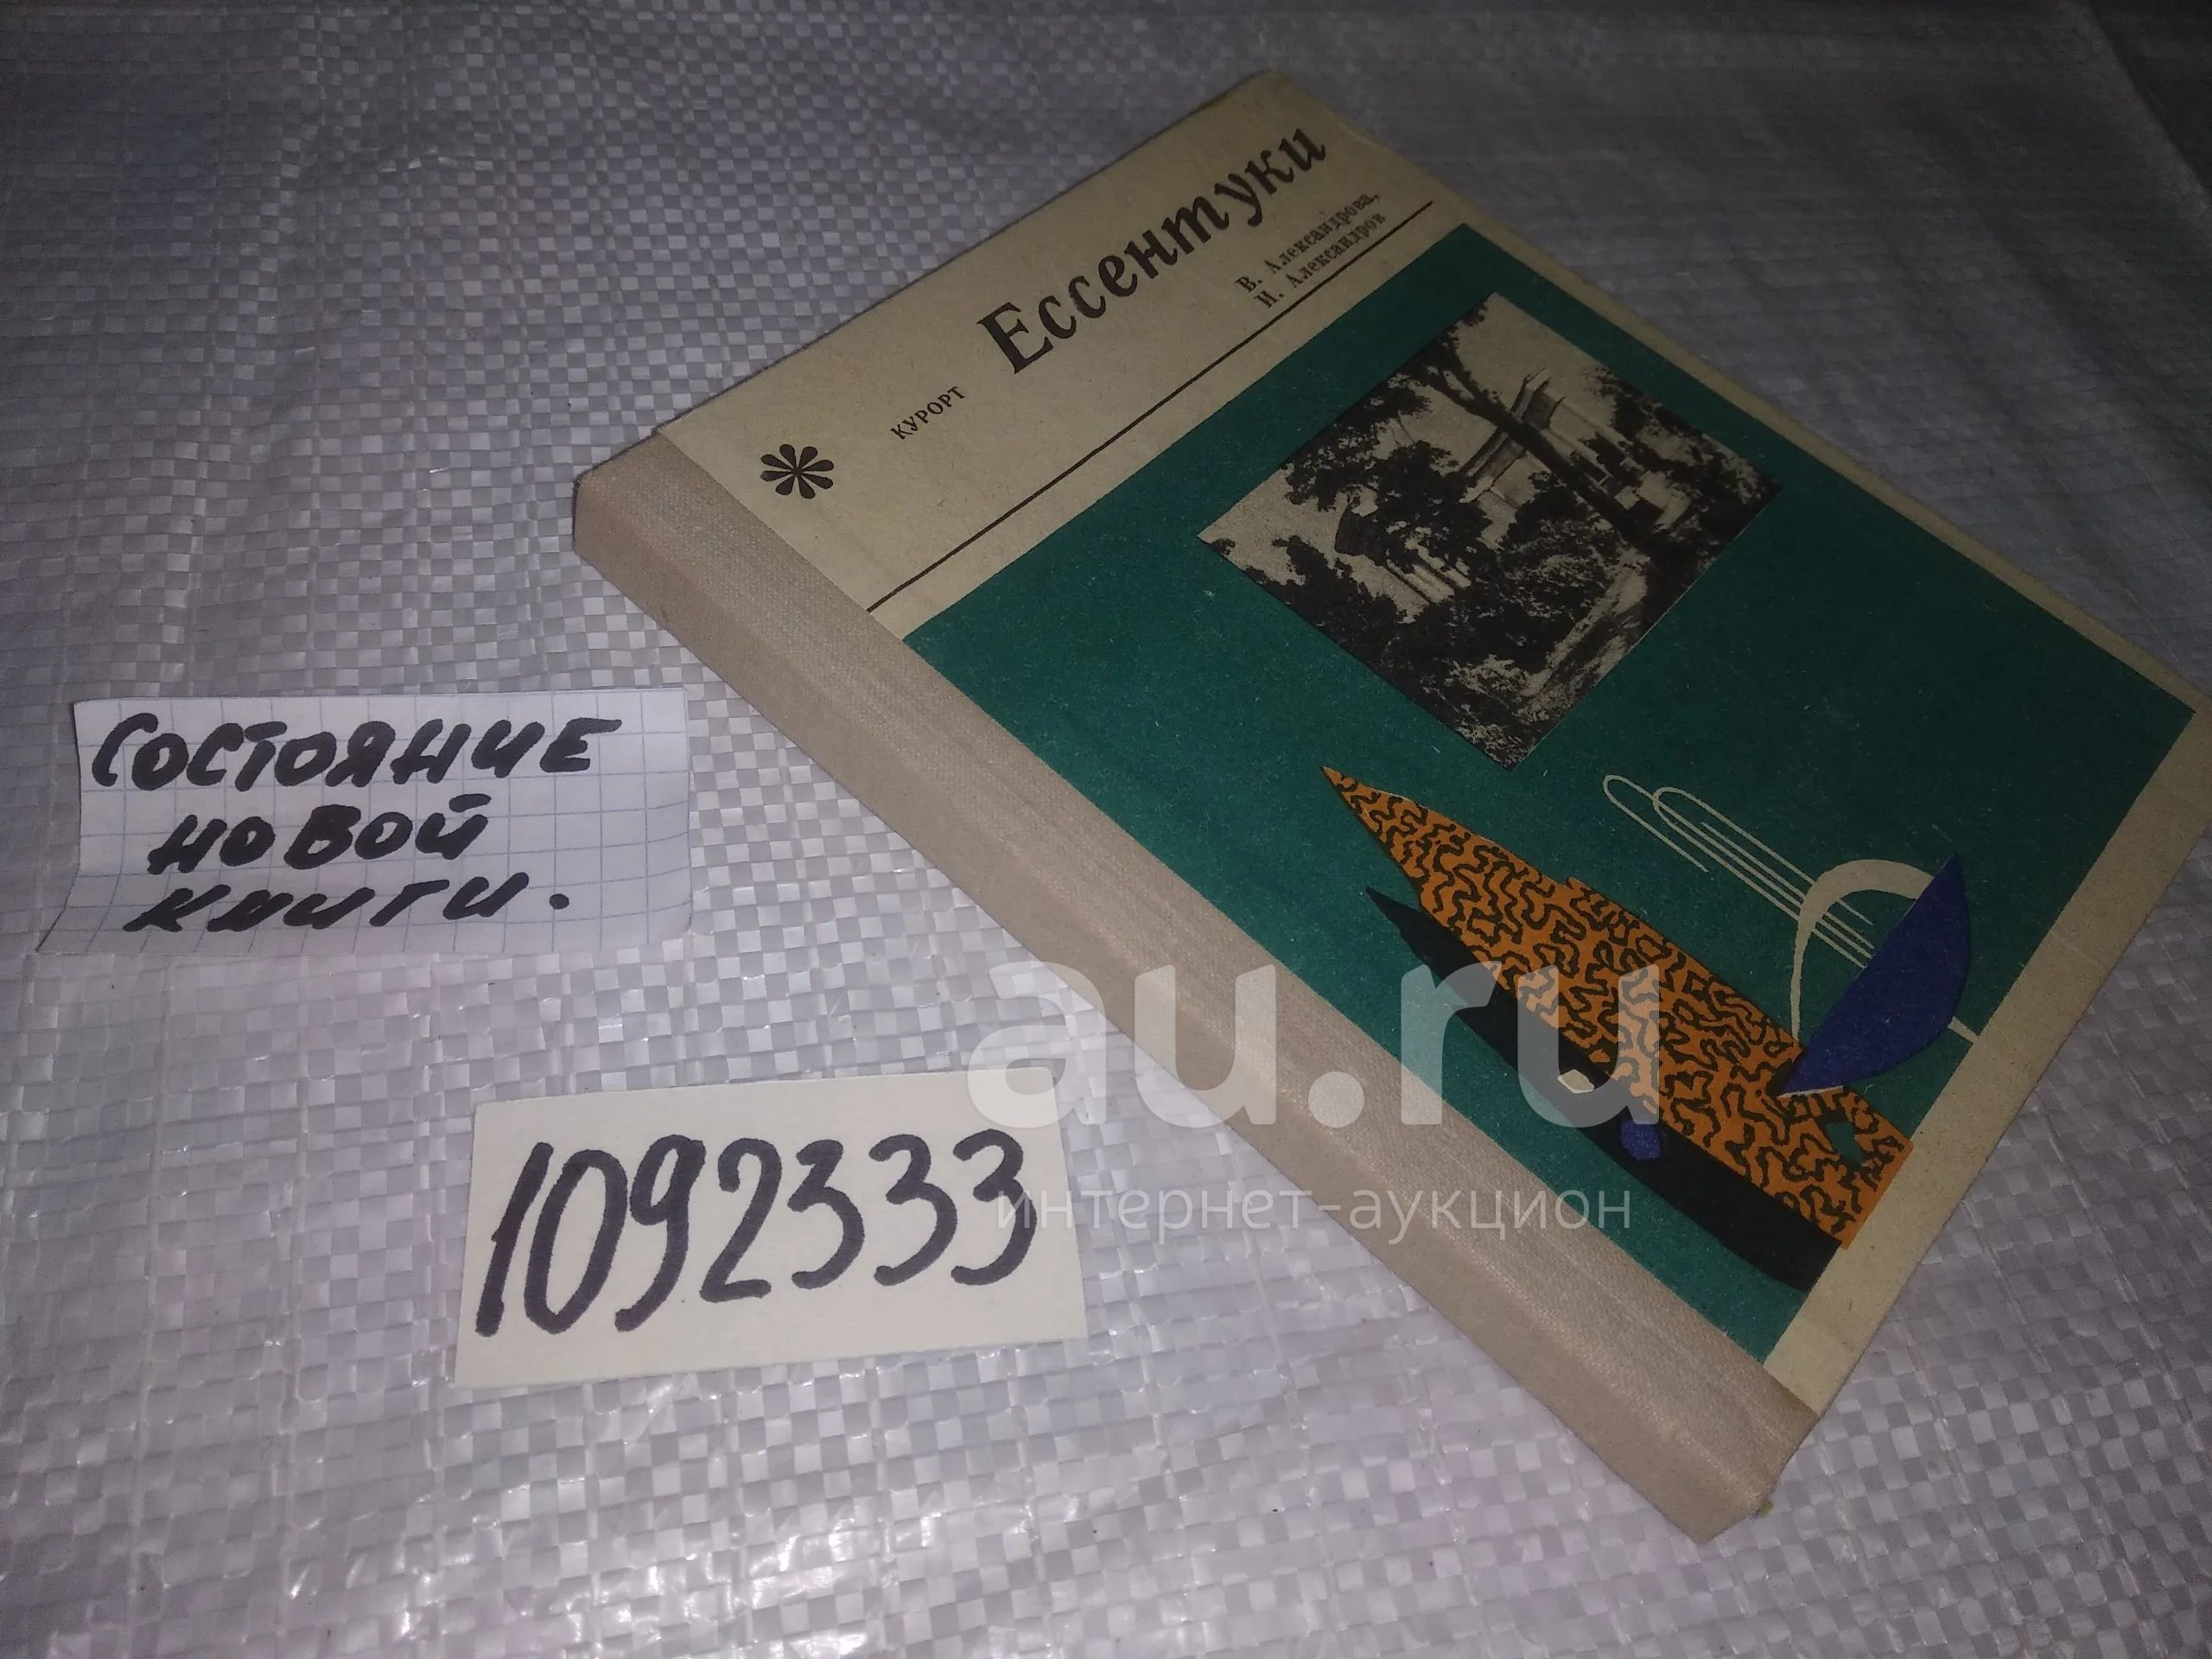 КУРОРТ
Ессентуки
В. Александрова,
Н. Александров
СОСТОЯНИЕ
НОВОЙ
КНИГИ.
1092333
au.ru
интернет-аукцион